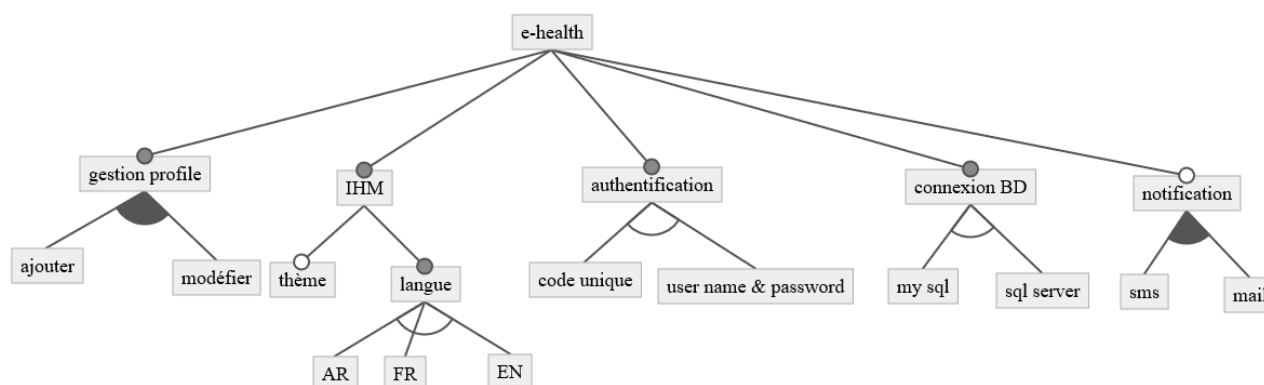 e-health
gestion profile
IHM
authentification
connexion BD
notification
ajouter
modéfier
thème
langue
code unique
user name & password
my sql
sql server
sms
mail
AR
FR
EN